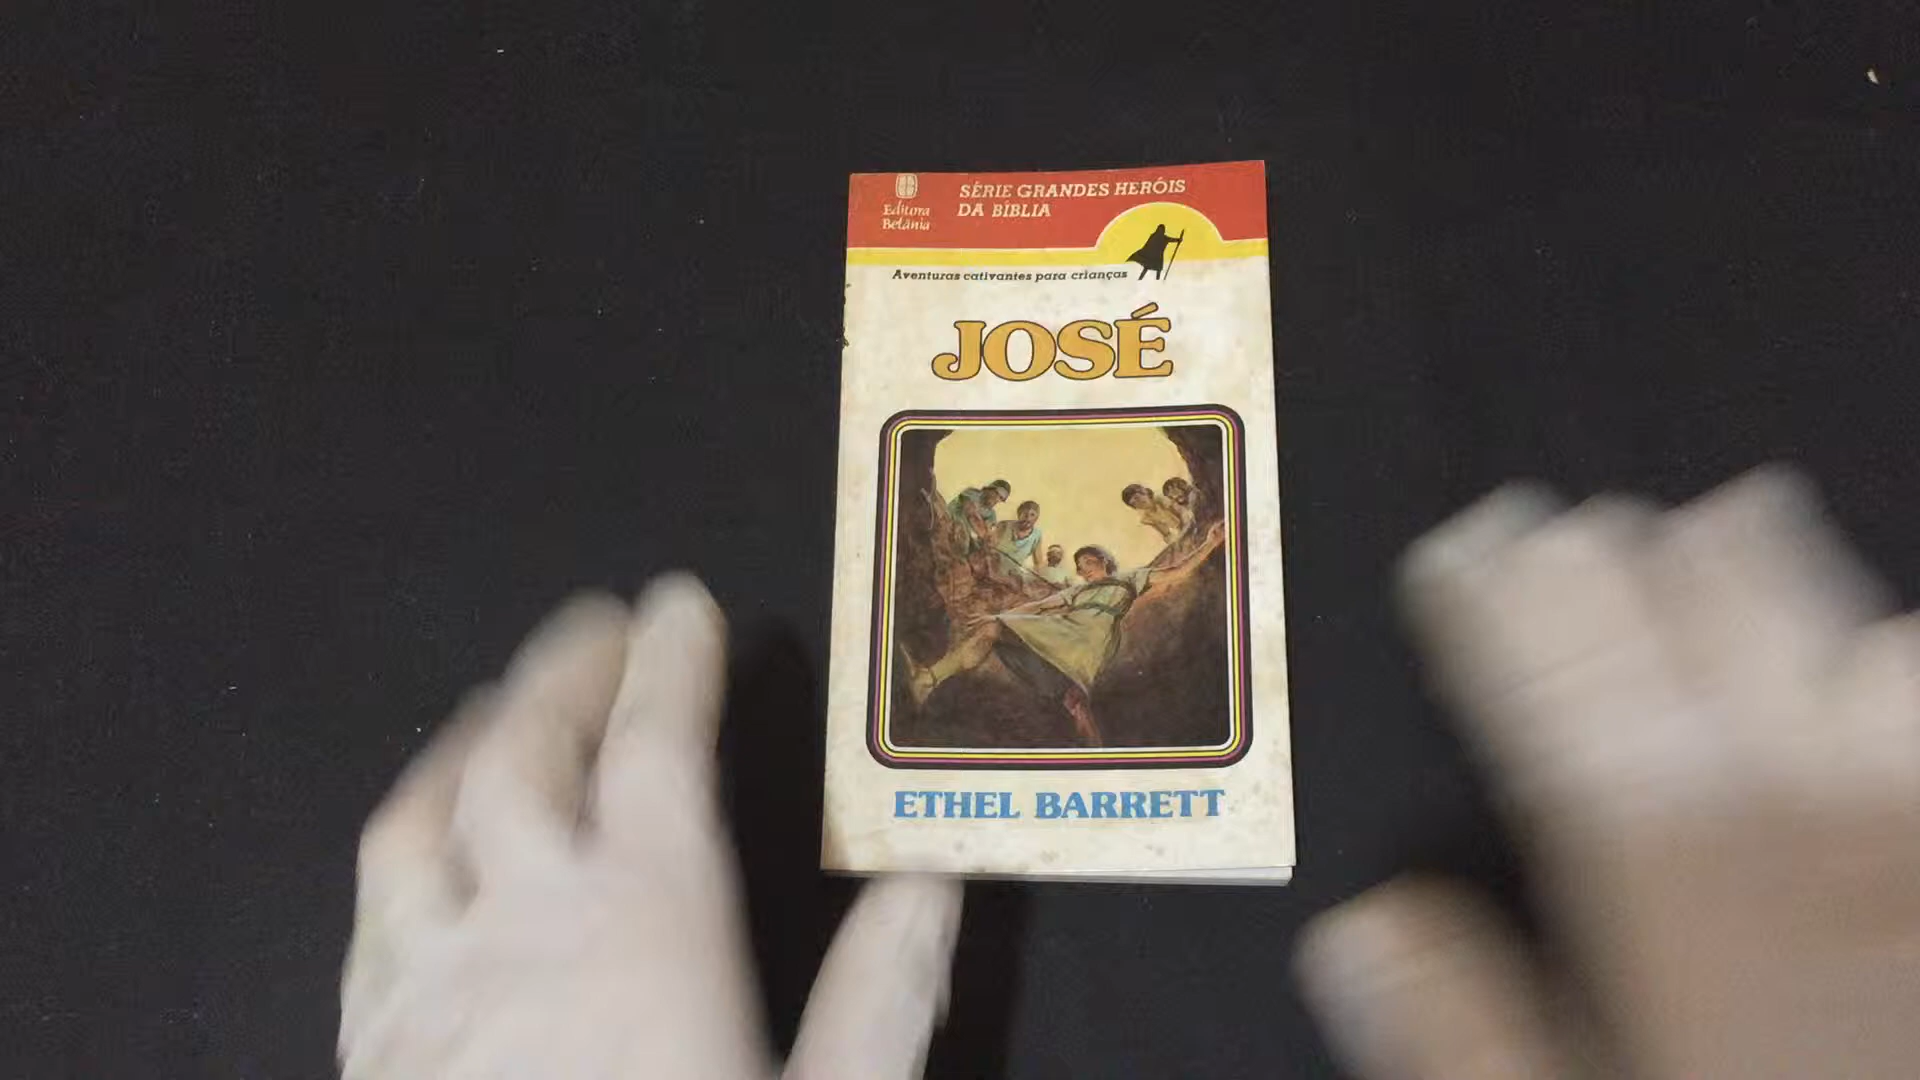 Editora
Betânia
SÉRIE GRANDES HERÓIS
DA BÍBLIA
Aventuras cativantes para crianças
JOSÉ
ETHEL BARRETT